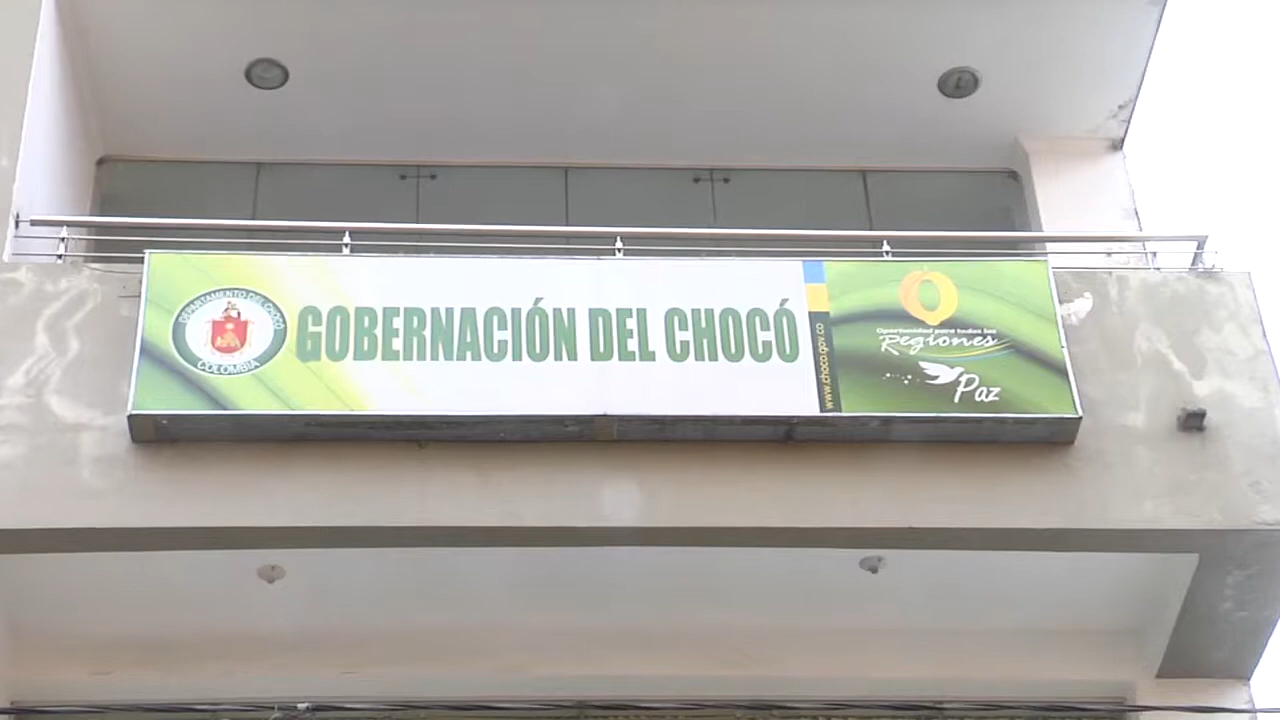 DEPARTAMENTO DEL CHOCÓ
COLOMBIA
GOBERNACIÓN DEL CHOCÓ
www.choco.gov.co
Oportunidad para todas las
Regiones
Paz